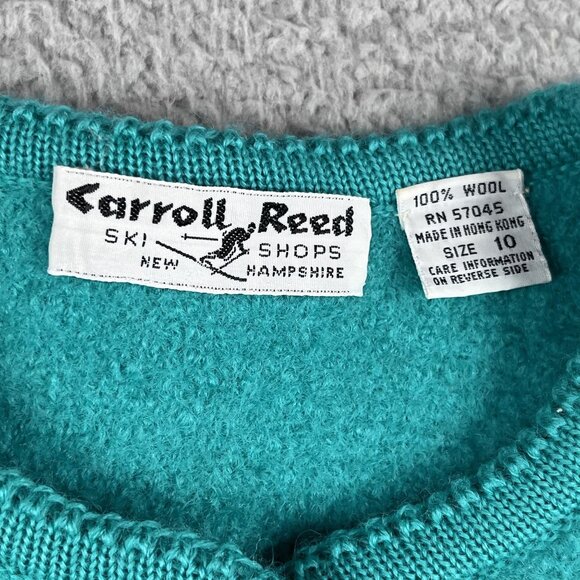 Carroll Reed
SKI SHOPS
NEW HAMPSHIRE
100% WOOL
RN 57045
MADE IN HONG KONG
SIZE 10
CARE INFORMATION
ON REVERSE SIDE